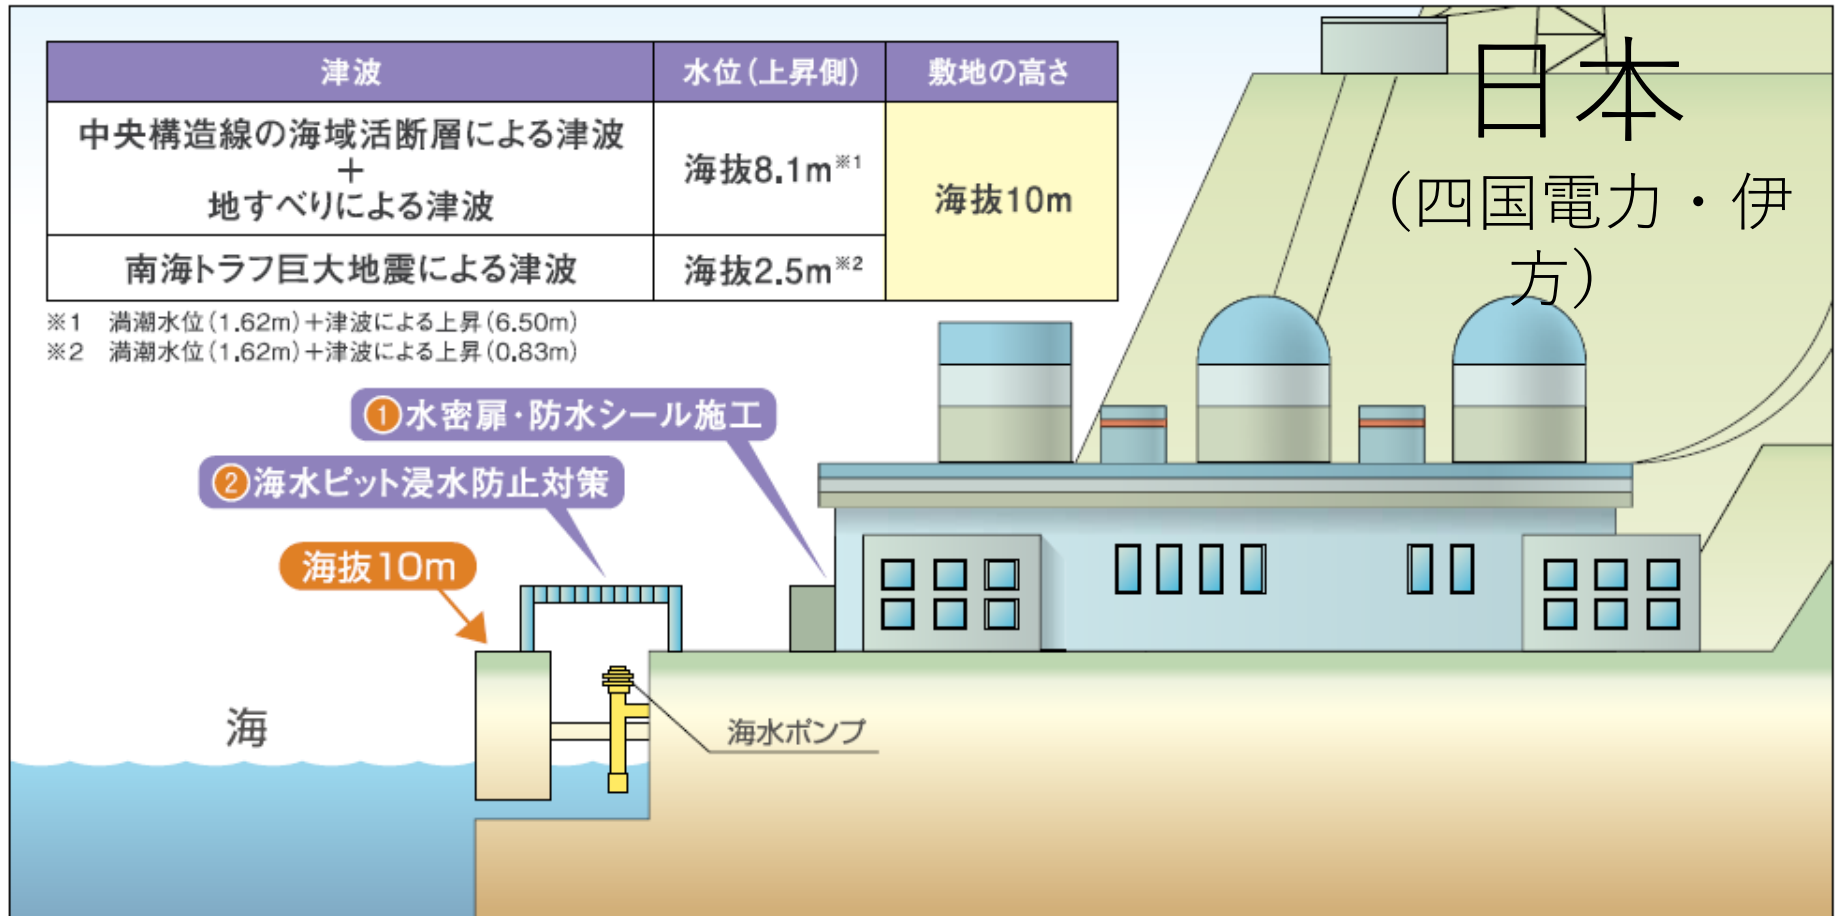 津波
水位（上昇側）
敷地の高さ
中央構造線の海域活断層による津波
＋
地すべりによる津波
海抜8.1m※1
海抜10m
南海トラフ巨大地震による津波
海抜2.5m※2
※1　満潮水位（1.62m）＋津波による上昇（6.50m）
※2　満潮水位（1.62m）＋津波による上昇（0.83m）
日本
（四国電力・伊
方）
①水密扉・防水シール施工
②海水ピット浸水防止対策
海抜10m
海
海水ポンプ